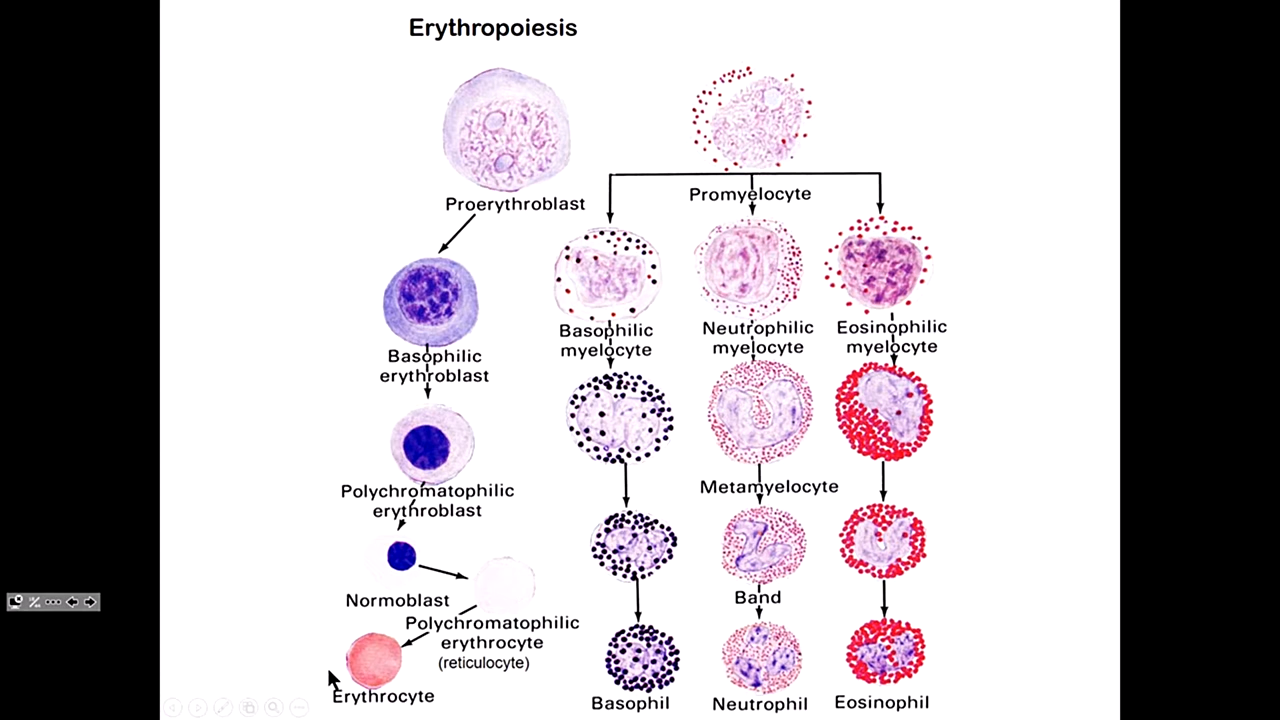 Erythropoiesis
Proerythroblast
Basophilic
erythroblast
Polychromatophilic
erythroblast
Normoblast
Polychromatophilic
erythrocyte
(reticulocyte)
Erythrocyte
Promyelocyte
Basophilic
myelocyte
Neutrophilic
myelocyte
Eosinophilic
myelocyte
Metamyelocyte
Band
Basophil
Neutrophil
Eosinophil